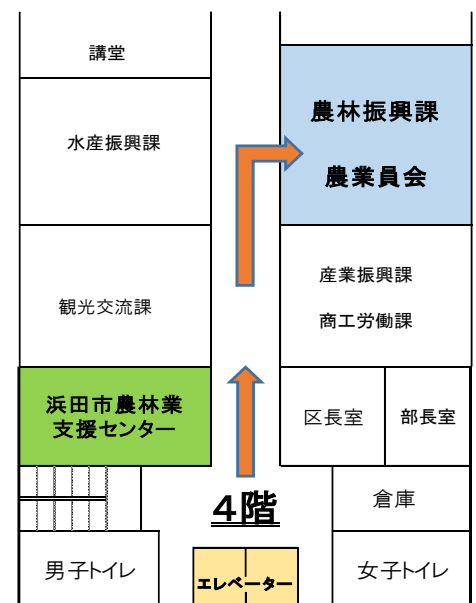 講堂
農林振興課
農業員会
水産振興課
観光交流課
産業振興課
商工労働課
浜田市農林業
支援センター
区長室
部長室
4階
倉庫
男子トイレ
エレベーター
女子トイレ